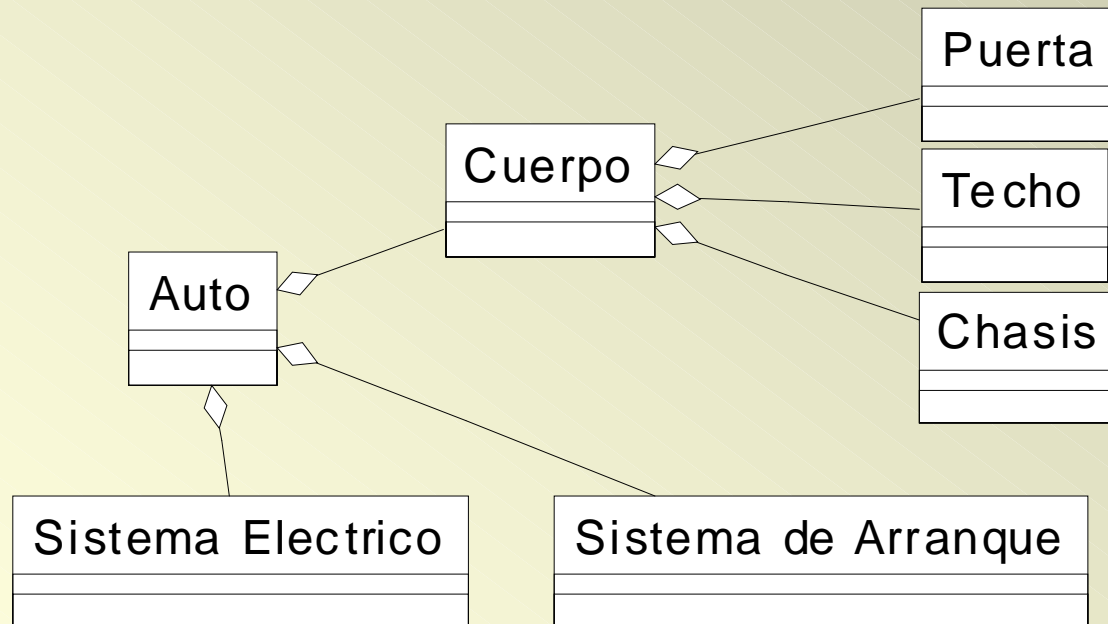 Puerta
Cuerpo
Techo
Auto
Chasis
Sistema Electrico
Sistema de Arranque